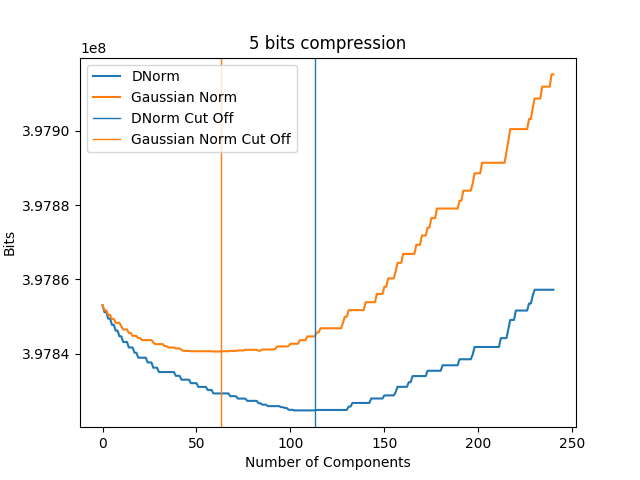 5 bits compression
1e8
DNorm
Gaussian Norm
DNorm Cut Off
Gaussian Norm Cut Off
3.9790
3.9788
3.9786
3.9784
Bits
0 50 100 150 200 250
Number of Components